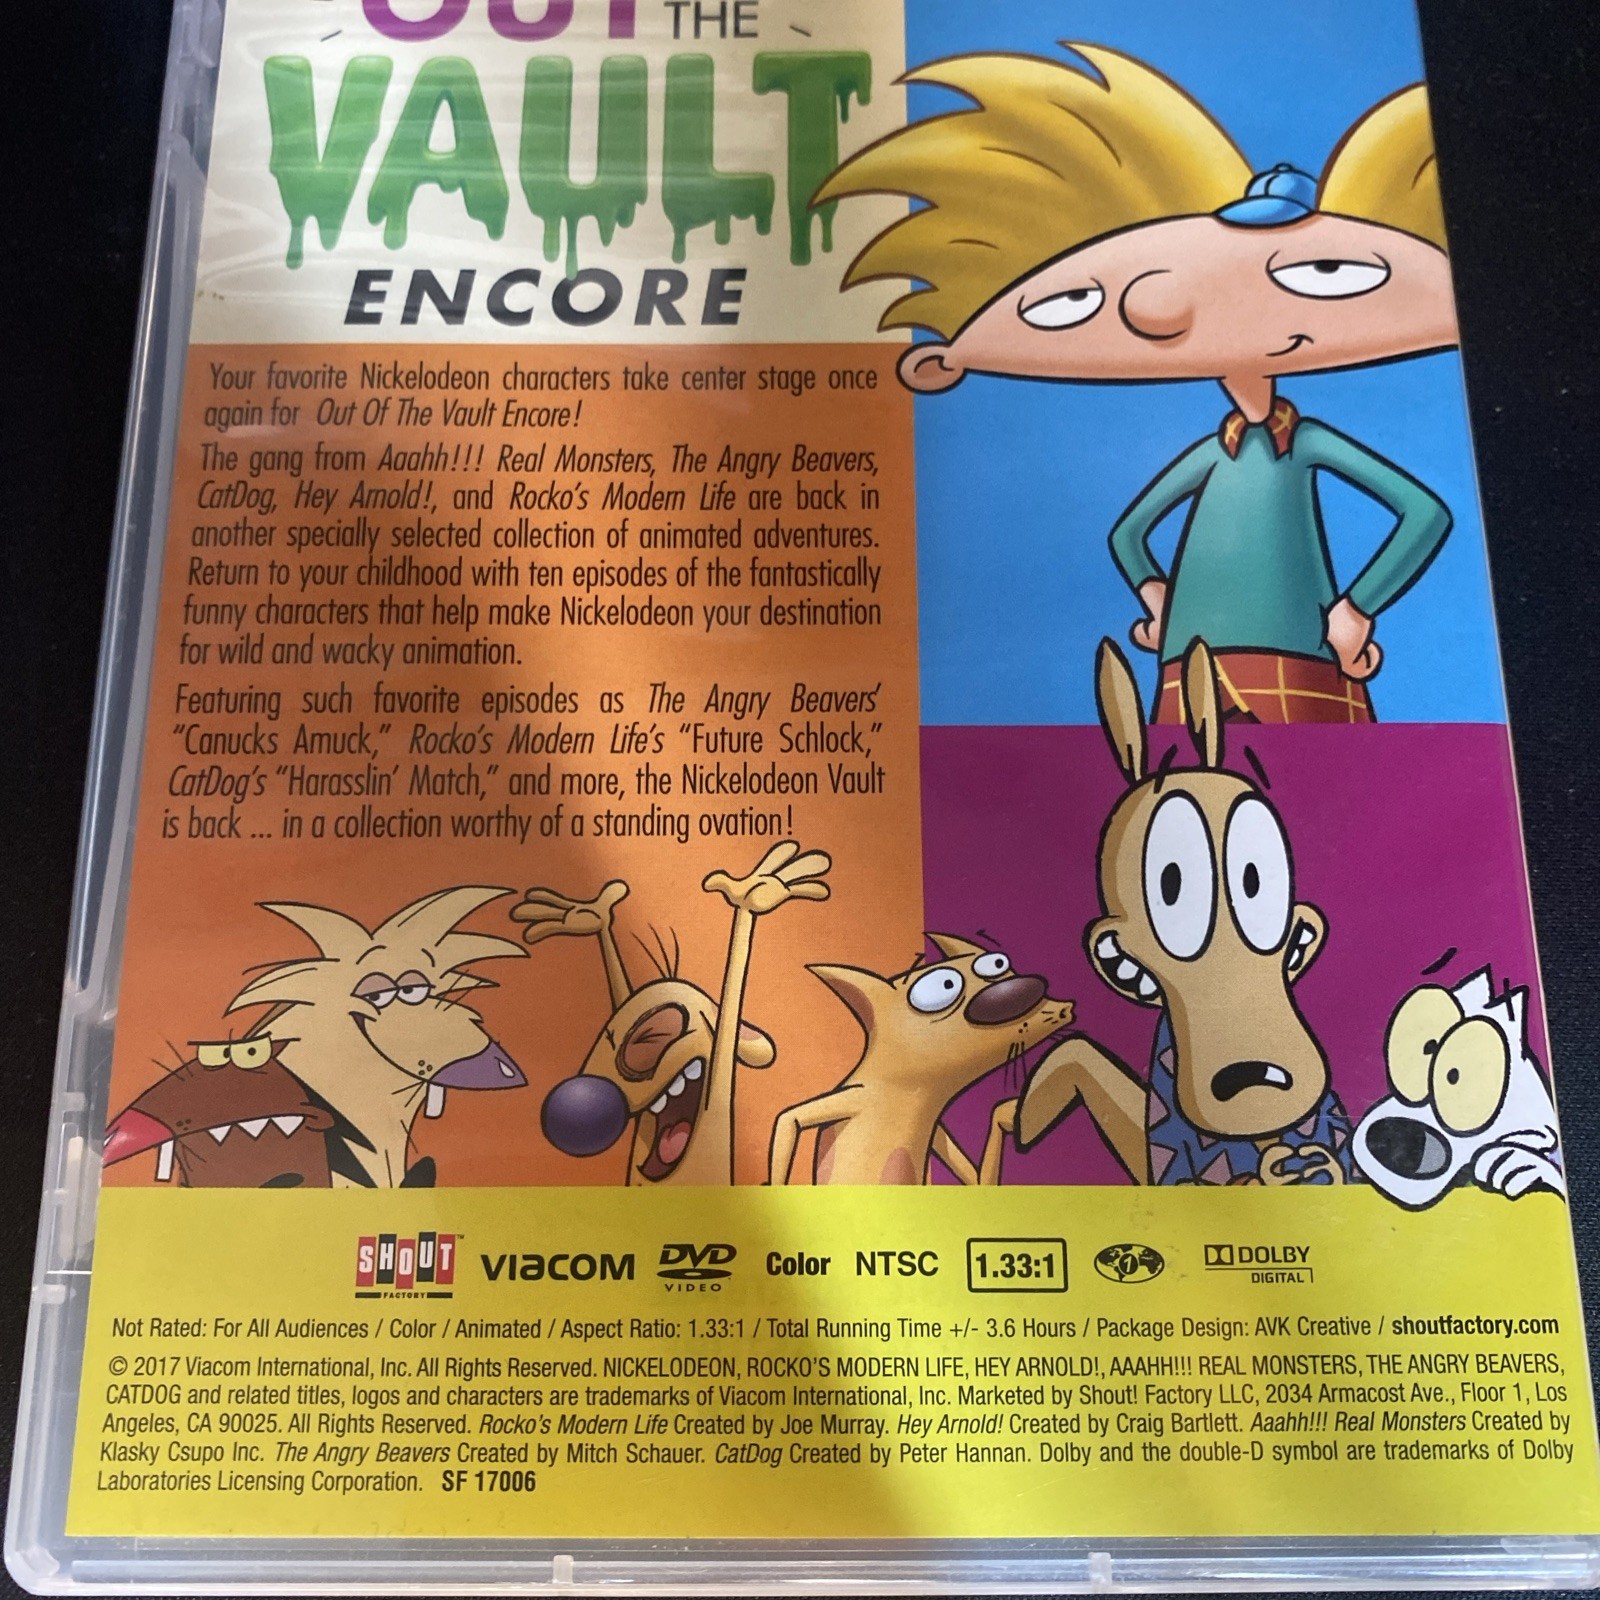 OUT
THE
VAULT
ENCORE
Your favorite Nickelodeon characters take center stage once
again for Out Of The Vault Encore!
The gang from Aaahh!!! Real Monsters, The Angry Beavers,
CatDog, Hey Arnold!, and Rocko's Modern Life are back in
another specially selected collection of animated adventures.
Return to your childhood with ten episodes of the fantastically
funny characters that help make Nickelodeon your destination
for wild and wacky animation.
Featuring such favorite episodes as The Angry Beavers'
"Canucks Amuck," Rocko's Modern Life's "Future Schlock,"
CatDog's "Harasslin' Match," and more, the Nickelodeon Vault
is back ... in a collection worthy of a standing ovation!
SHOUT™ FACTORY VIACOM DVD VIDEO Color NTSC 1.33:1 1 DOLBY DIGITAL
Not Rated: For All Audiences / Color / Animated / Aspect Ratio: 1.33:1 / Total Running Time +/- 3.6 Hours / Package Design: AVK Creative / shoutfactory.com
© 2017 Viacom International, Inc. All Rights Reserved. NICKELODEON, ROCKO'S MODERN LIFE, HEY ARNOLD!, AAAHH!!! REAL MONSTERS, THE ANGRY BEAVERS,
CATDOG and related titles, logos and characters are trademarks of Viacom International, Inc. Marketed by Shout! Factory LLC, 2034 Armacost Ave., Floor 1, Los
Angeles, CA 90025. All Rights Reserved. Rocko's Modern Life Created by Joe Murray. Hey Arnold! Created by Craig Bartlett. Aaahh!!! Real Monsters Created by
Klasky Csupo Inc. The Angry Beavers Created by Mitch Schauer. CatDog Created by Peter Hannan. Dolby and the double-D symbol are trademarks of Dolby
Laboratories Licensing Corporation. SF 17006